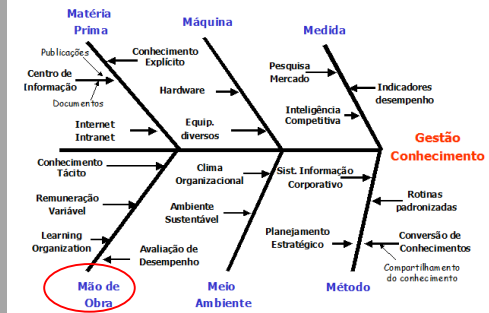 Matéria
Prima
Máquina
Medida
Publicações
Conhecimento
Explícito
Centro de
Informação
Documentos
Internet
Intranet
Hardware
Equip.
diversos
Pesquisa
Mercado
Indicadores
desempenho
Inteligência
Competitiva
Gestão
Conhecimento
Conhecimento
Tácito
Remuneração
Variável
Learning
Organization
Avaliação de
Desempenho
Clima
Organizacional
Ambiente
Sustentável
Sist. Informação
Corporativo
Rotinas
padronizadas
Planejamento
Estratégico
Conversão de
Conhecimentos
Compartilhamento
do conhecimento
Mão de
Obra
Meio
Ambiente
Método